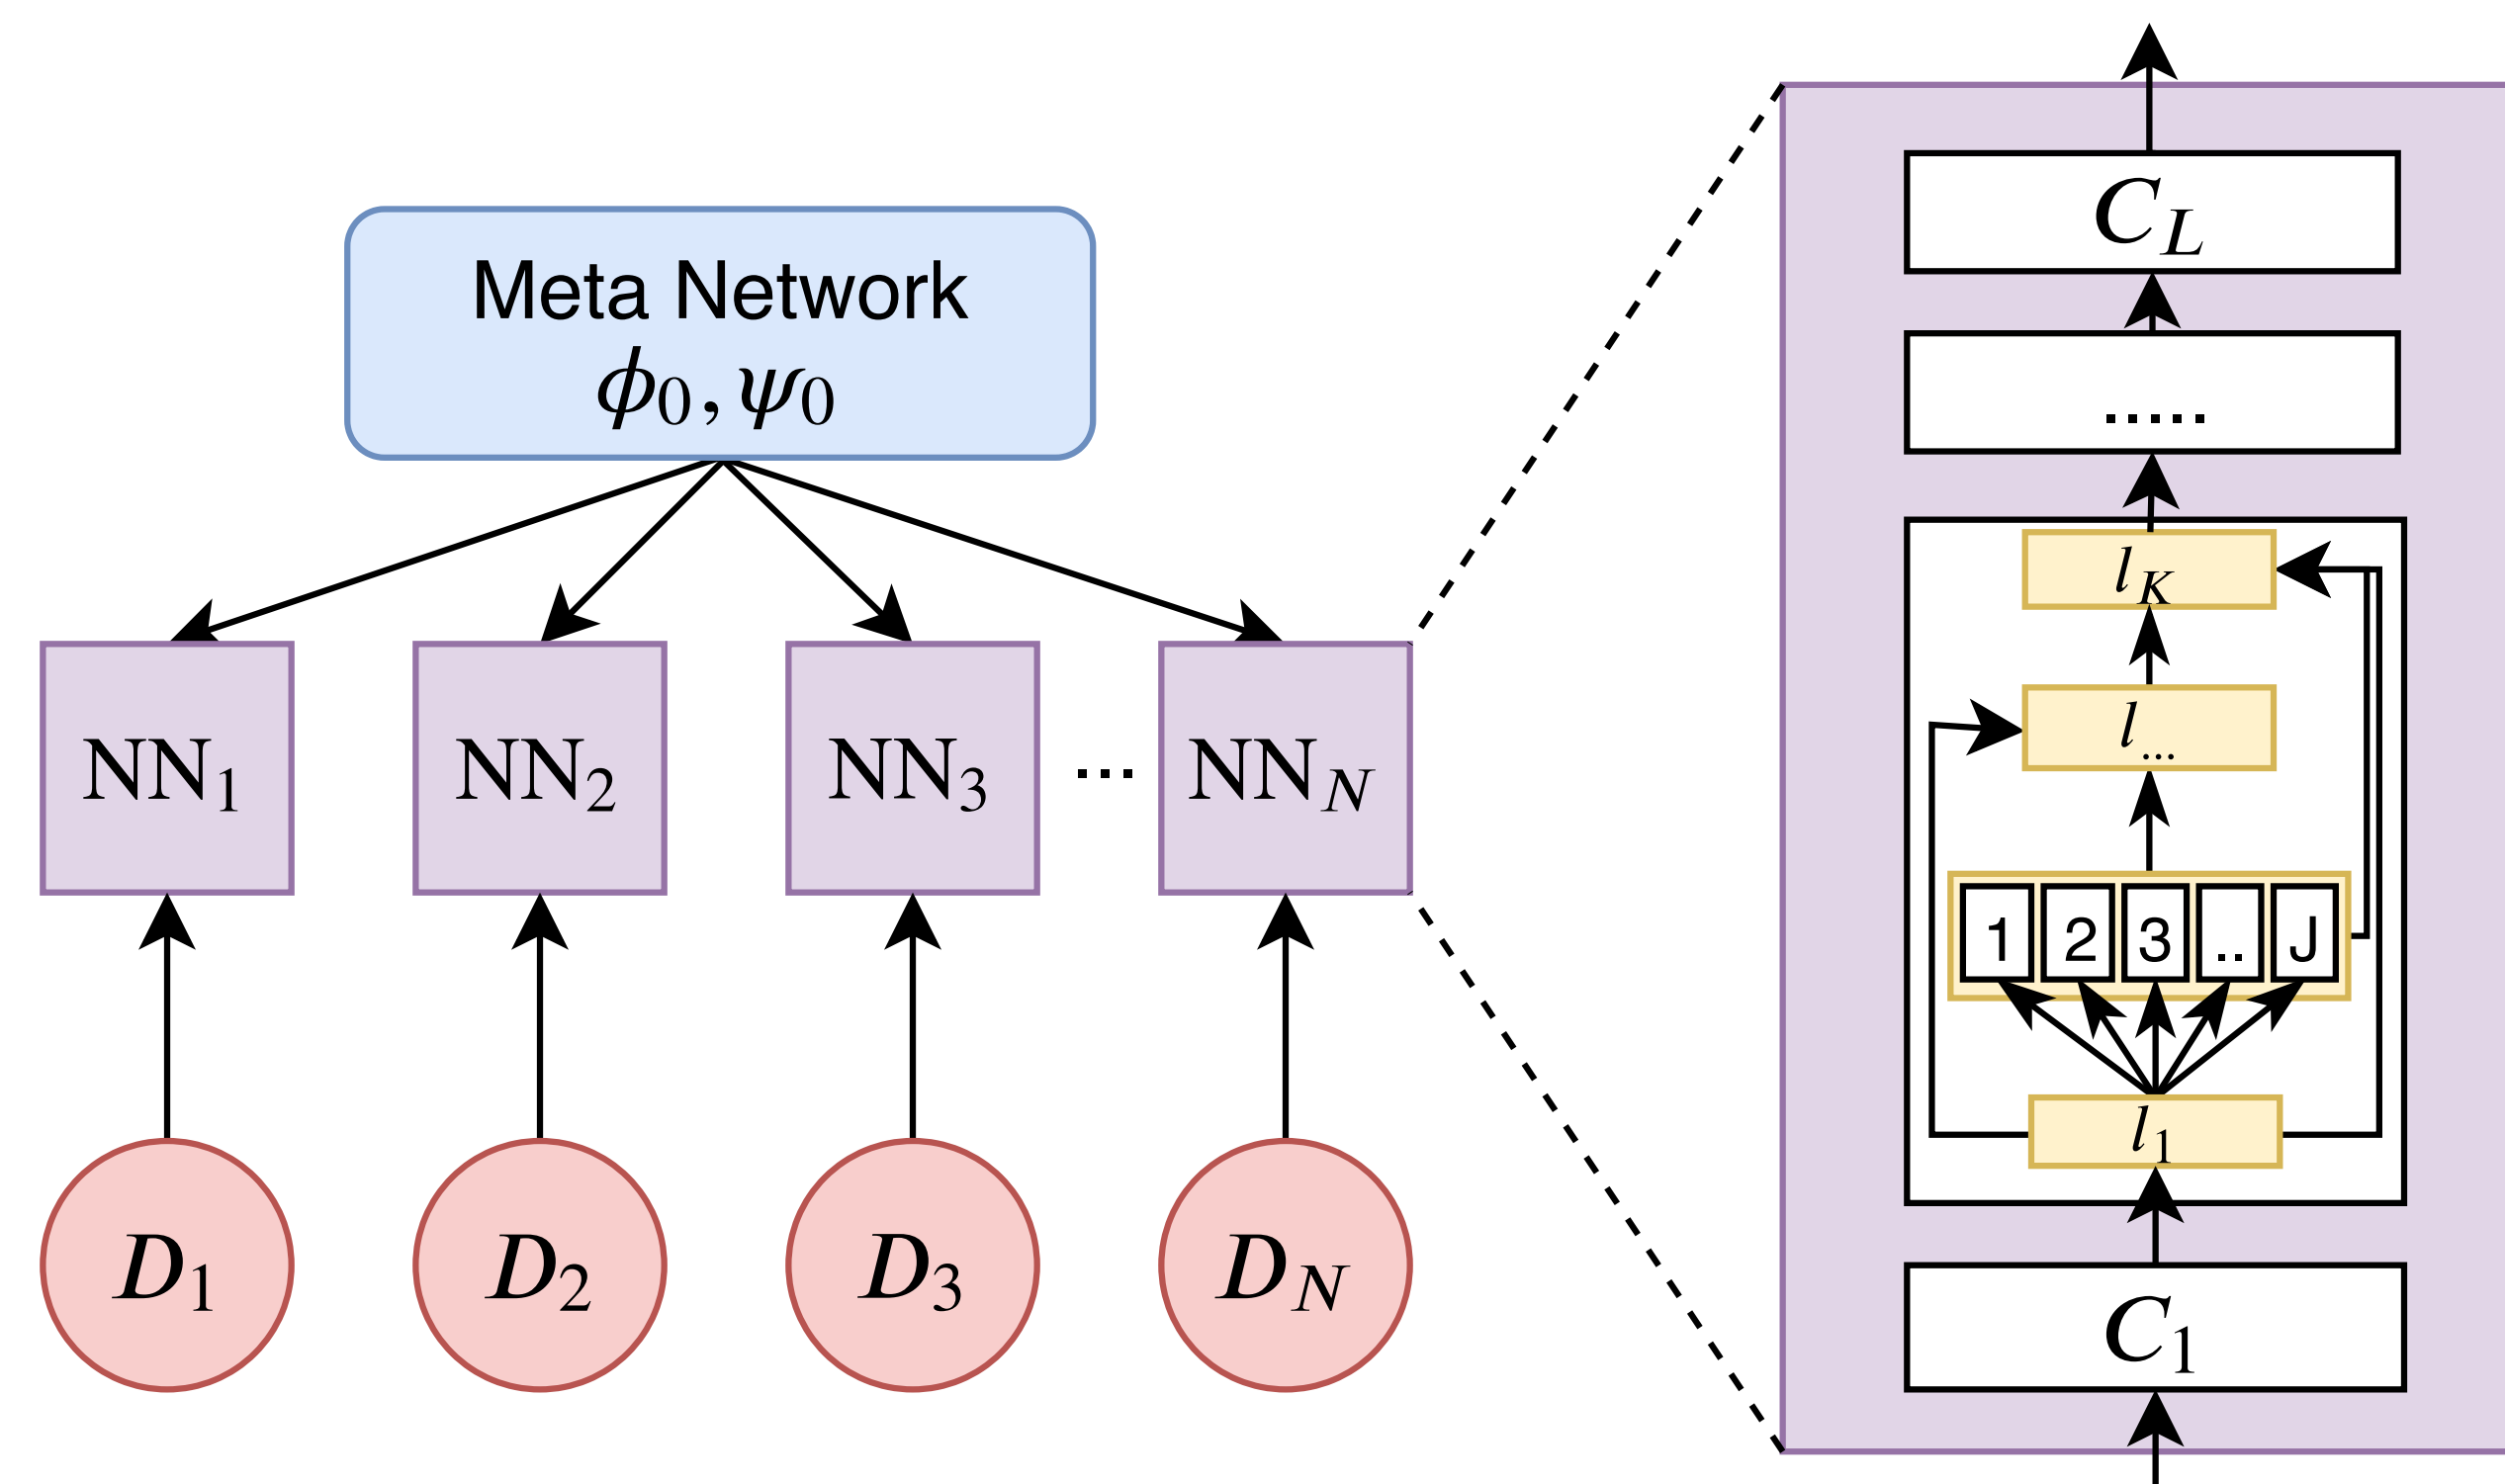 Meta Network
ϕ0, ψ0
NN1
NN2
NN3
...
NNN
D1
D2
D3
DN
CL
.....
lK
l...
1 2 3 .. J
l1
C1